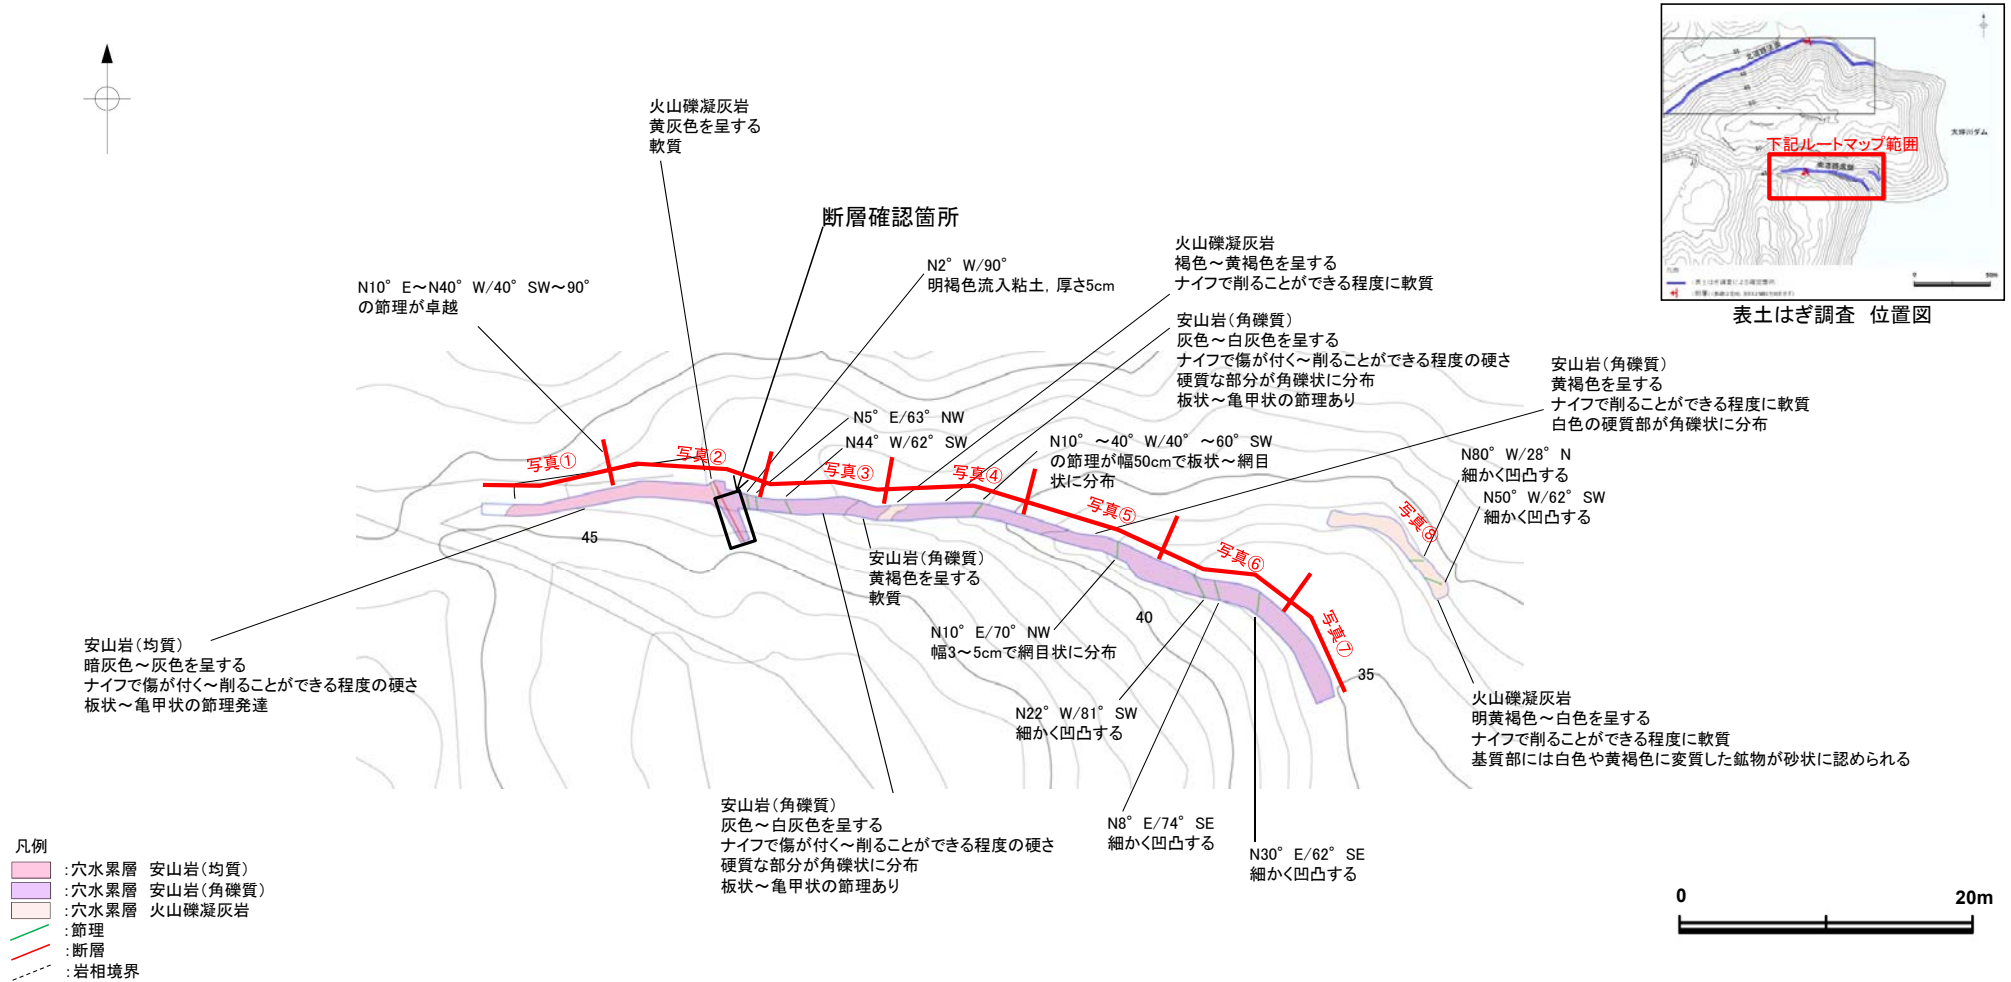 下記ルートマップ範囲
大坪川ダム
表土はぎ調査 位置図
0
50m
凡例
火山礫凝灰岩
黄灰色を呈する
軟質
断層確認箇所
N2° W/90°
明褐色流入粘土，厚さ5cm
火山礫凝灰岩
褐色～黄褐色を呈する
ナイフで削ることができる程度に軟質
N10° E～N40° W/40° SW～90°
の節理が卓越
安山岩（角礫質）
灰色～白灰色を呈する
ナイフで傷が付く～削ることができる程度の硬さ
硬質な部分が角礫状に分布
板状～亀甲状の節理あり
安山岩（角礫質）
黄褐色を呈する
ナイフで削ることができる程度に軟質
白色の硬質部が角礫状に分布
N5° E/63° NW
N44° W/62° SW
N10° ～40° W/40° ～60° SW
の節理が幅50cmで板状～網目
状に分布
N80° W/28° N
細かく凹凸する
N50° W/62° SW
細かく凹凸する
写真①
写真②
写真③
写真④
写真⑤
写真⑥
写真⑦
写真⑧
45
40
35
安山岩（角礫質）
黄褐色を呈する
軟質
N10° E/70° NW
幅3～5cmで網目状に分布
安山岩（均質）
暗灰色～灰色を呈する
ナイフで傷が付く～削ることができる程度の硬さ
板状～亀甲状の節理発達
N22° W/81° SW
細かく凹凸する
火山礫凝灰岩
明黄褐色～白色を呈する
ナイフで削ることができる程度に軟質
基質部には白色や黄褐色に変質した鉱物が砂状に認められる
安山岩（角礫質）
灰色～白灰色を呈する
ナイフで傷が付く～削ることができる程度の硬さ
硬質な部分が角礫状に分布
板状～亀甲状の節理あり
N8° E/74° SE
細かく凹凸する
N30° E/62° SE
細かく凹凸する
凡例
：穴水累層 安山岩（均質）
：穴水累層 安山岩（角礫質）
：穴水累層 火山礫凝灰岩
：節理
：断層
：岩相境界
0
20m